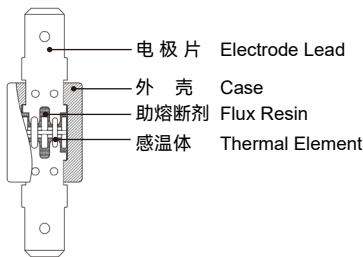 电极片 Electrode Lead
外壳 Case
助熔断剂 Flux Resin
感温体 Thermal Element